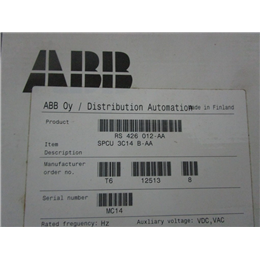 ABB
ABB Oy / Distribution Automation Made in Finland
Product
RS 426 012-AA
Item SPCU 3C14 B-AA
Description
Manufacturer
order no.
T6 12513 6
Serial number
MC14
Rated frequency: Hz Auxiliary voltage: VDC,VAC